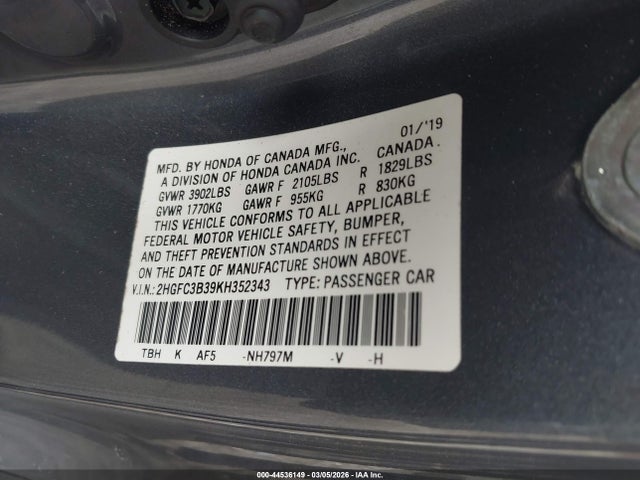 MFD. BY HONDA OF CANADA MFG., 01/'19
A DIVISION OF HONDA CANADA INC. CANADA.
GVWR 3902LBS GAWR F 2105LBS R 1829LBS
GVWR 1770KG GAWR F 955KG R 830KG
THIS VEHICLE CONFORMS TO ALL APPLICABLE
FEDERAL MOTOR VEHICLE SAFETY, BUMPER,
AND THEFT PREVENTION STANDARDS IN EFFECT
ON THE DATE OF MANUFACTURE SHOWN ABOVE.
V.I.N.: 2HGFC3B39KH352343 TYPE: PASSENGER CAR
TBH K AF5 -NH797M -V -H
000-44536149 — 03/05/2026 — IAA Inc.